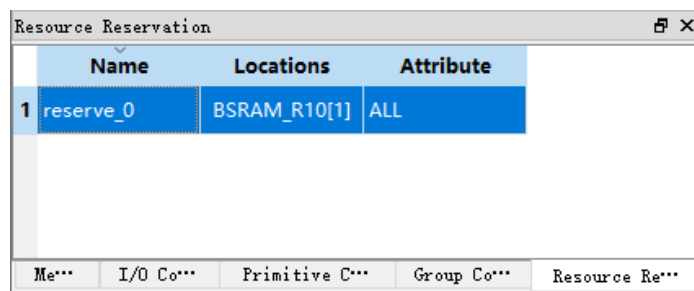 Resource Reservation
Name Locations Attribute
1 reserve_0 BSRAM_R10[1] ALL
Me... I/O Co... Primitive C... Group Co... Resource Re...